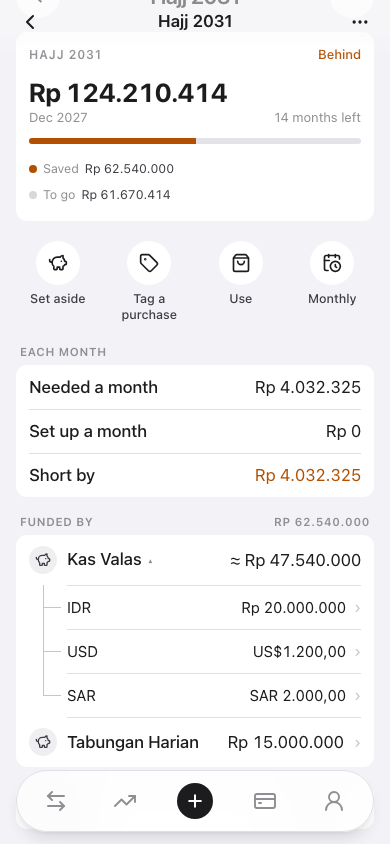 Hajj 2031
Hajj 2031
HAJJ 2031
Behind
Rp 124.210.414
Dec 2027
14 months left
Saved Rp 62.540.000
To go Rp 61.670.414
Set aside
Tag a
purchase
Use
Monthly
EACH MONTH
Needed a month
Rp 4.032.325
Set up a month
Rp 0
Short by
Rp 4.032.325
FUNDED BY
RP 62.540.000
Kas Valas
≈ Rp 47.540.000
IDR
Rp 20.000.000
USD
US$1.200,00
SAR
SAR 2.000,00
Tabungan Harian
Rp 15.000.000